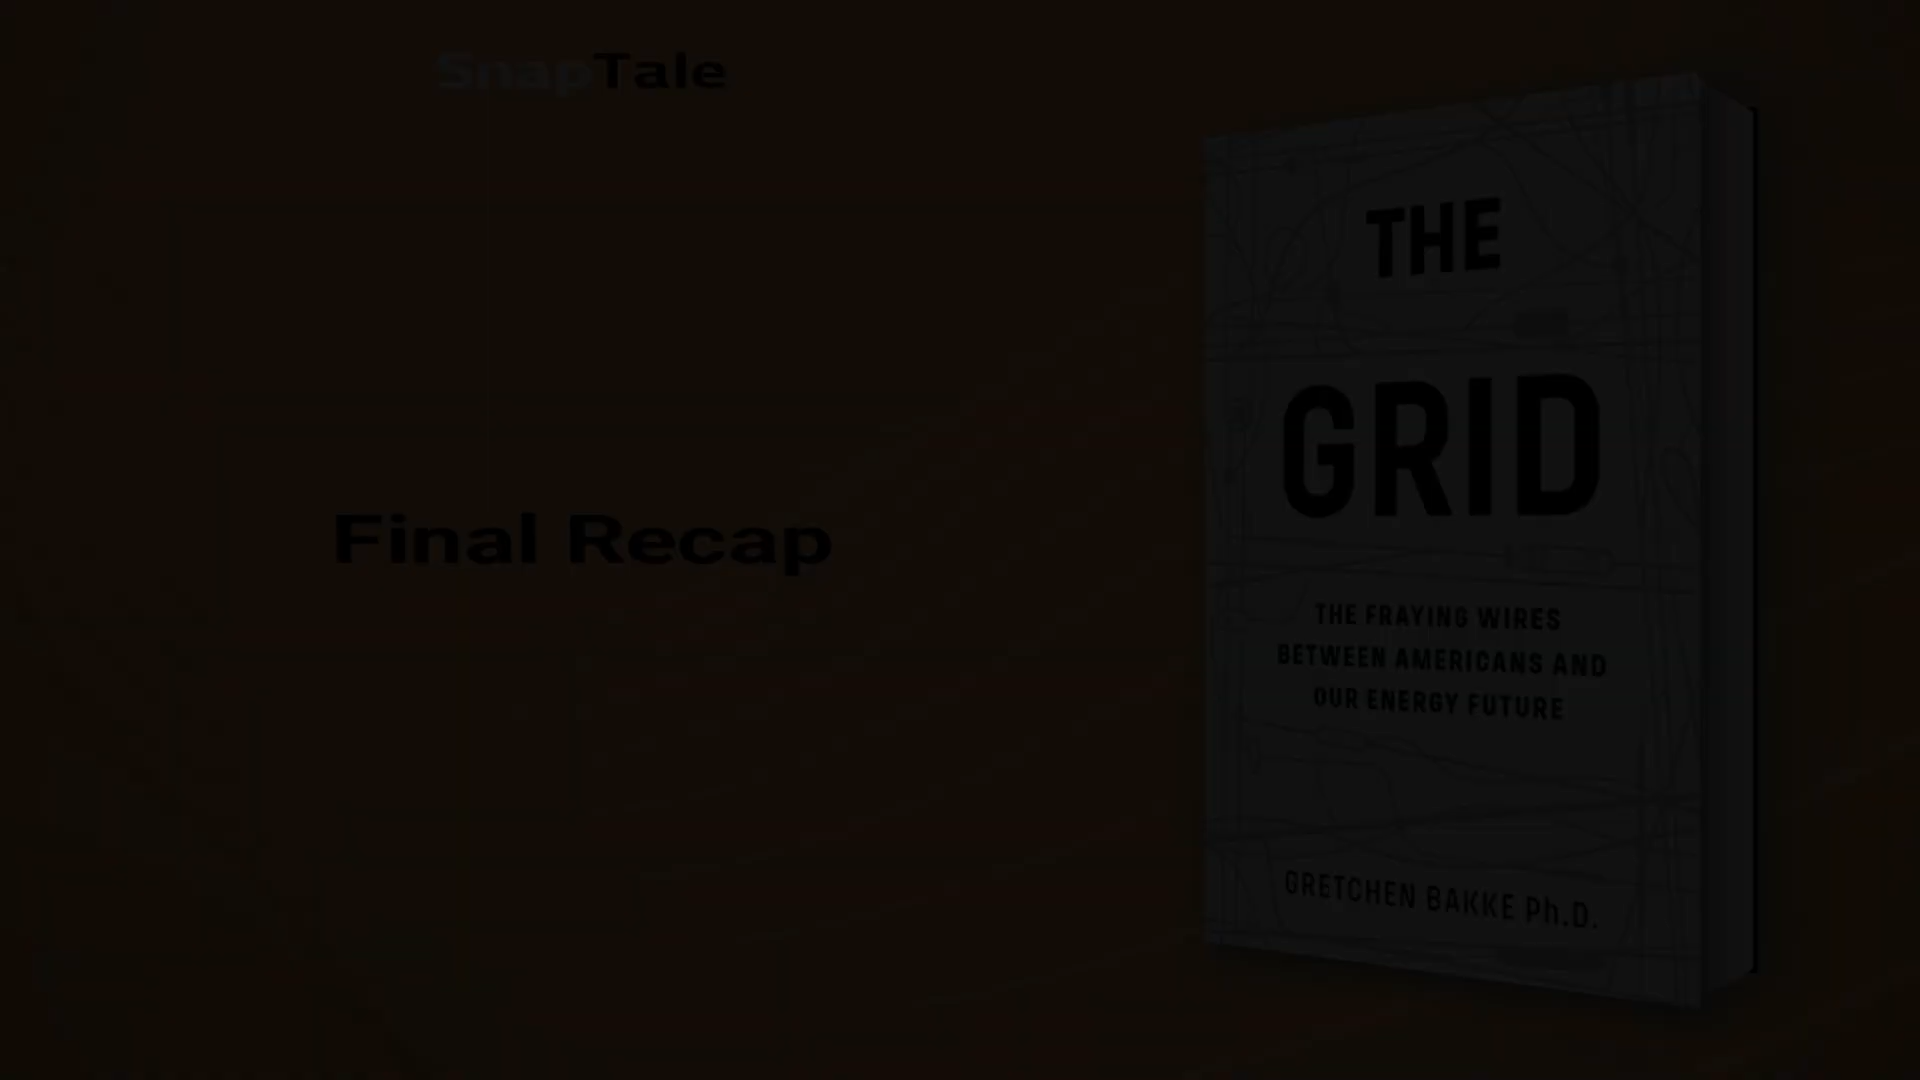 SnapTale
Final Recap
THE
GRID
THE FRAYING WIRES
BETWEEN AMERICANS AND
OUR ENERGY FUTURE
GRETCHEN BAKKE Ph.D.